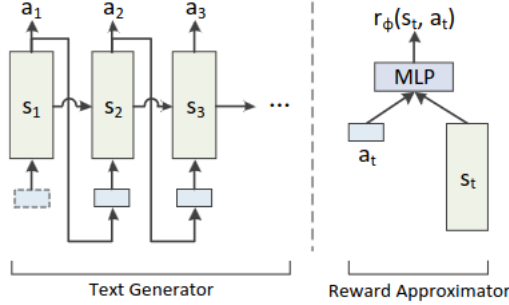 a₁ a₂ a₃
s₁ s₂ s₃ ...
Text Generator
rϕ(sₜ, aₜ)
MLP
aₜ
sₜ
Reward Approximator